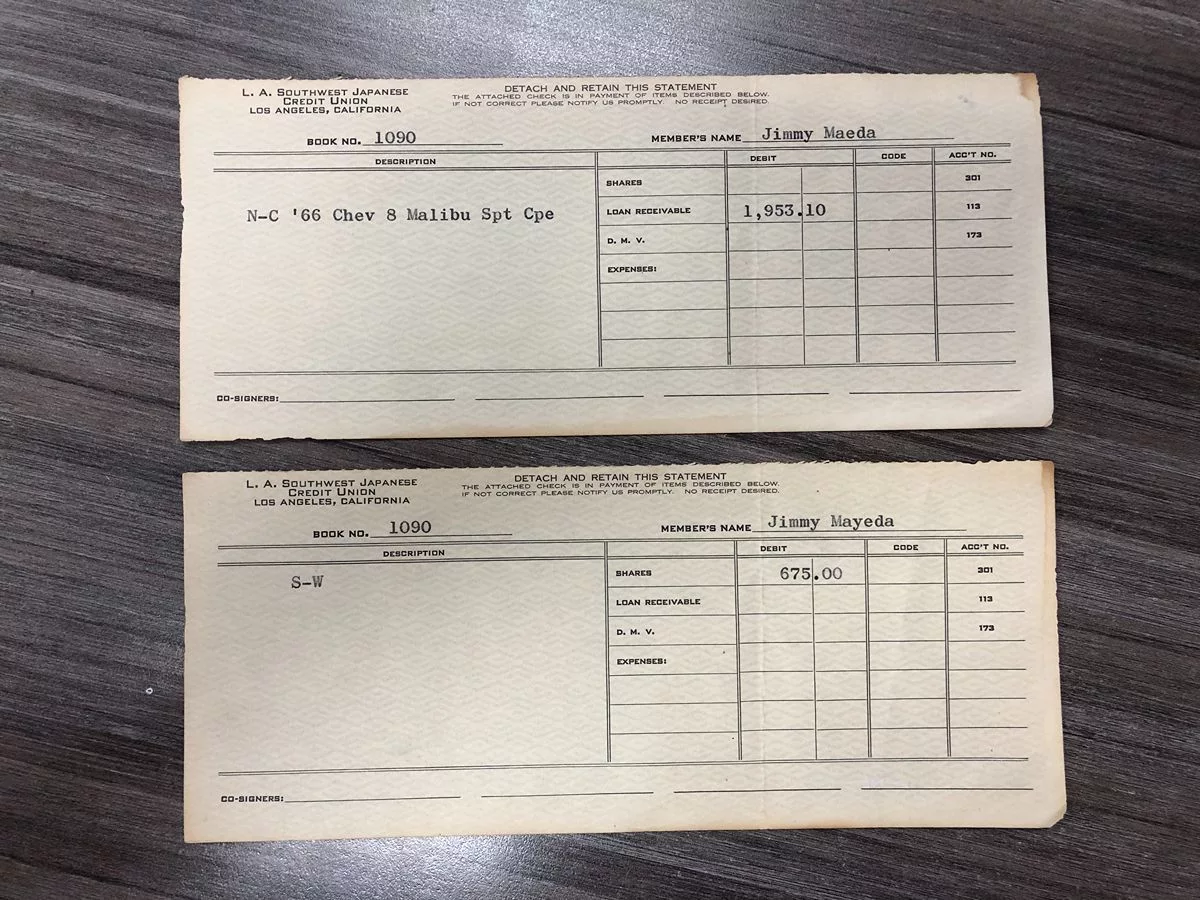 L. A. SOUTHWEST JAPANESE
CREDIT UNION
LOS ANGELES, CALIFORNIA
DETACH AND RETAIN THIS STATEMENT
THE ATTACHED CHECK IS IN PAYMENT OF ITEMS DESCRIBED BELOW.
IF NOT CORRECT PLEASE NOTIFY US PROMPTLY. NO RECEIPT DESIRED.
BOOK NO. 1090 MEMBER'S NAME Jimmy Maeda
DESCRIPTION DEBIT CODE ACC'T NO.
SHARES 301
N-C '66 Chev 8 Malibu Spt Cpe LOAN RECEIVABLE 1,953.10 113
D. M. V. 173
EXPENSES:
CO-SIGNERS:
L. A. SOUTHWEST JAPANESE
CREDIT UNION
LOS ANGELES, CALIFORNIA
DETACH AND RETAIN THIS STATEMENT
THE ATTACHED CHECK IS IN PAYMENT OF ITEMS DESCRIBED BELOW.
IF NOT CORRECT PLEASE NOTIFY US PROMPTLY. NO RECEIPT DESIRED.
BOOK NO. 1090 MEMBER'S NAME Jimmy Mayeda
DESCRIPTION DEBIT CODE ACC'T NO.
S-W SHARES 675.00 301
LOAN RECEIVABLE 113
D. M. V. 173
EXPENSES:
CO-SIGNERS: